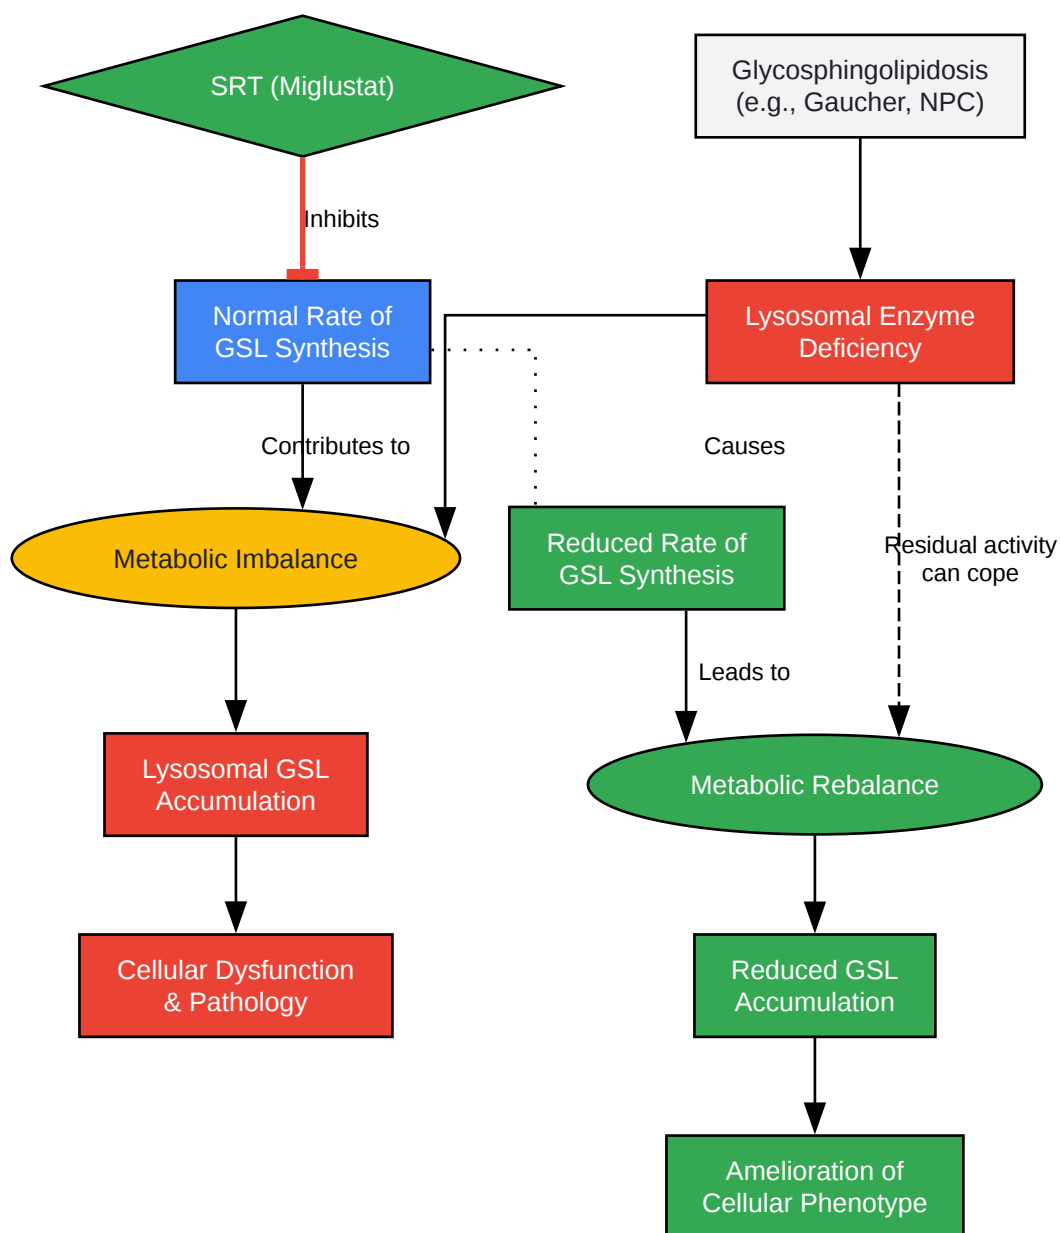 SRT (Miglustat)
Glycosphingolipidosis
(e.g., Gaucher, NPC)
Inhibits
Normal Rate of
GSL Synthesis
Lysosomal Enzyme
Deficiency
Contributes to
Causes
Metabolic Imbalance
Reduced Rate of
GSL Synthesis
Residual activity
can cope
Leads to
Lysosomal GSL
Accumulation
Metabolic Rebalance
Cellular Dysfunction
& Pathology
Reduced GSL
Accumulation
Amelioration of
Cellular Phenotype